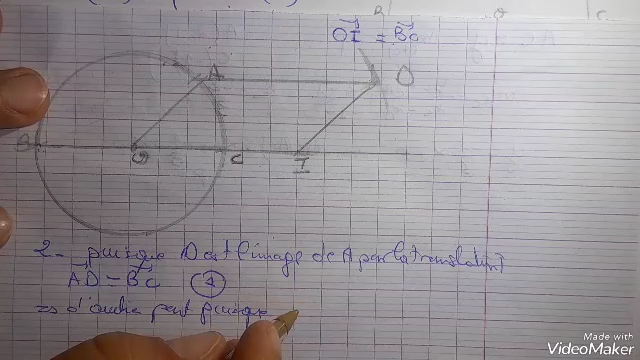 B
O
C
OI = BC
A
D
B
O
C
I
2- puisque D est l'image de A par la translation T
AD = BC (1)
=> d'autre part puisque
Made with
VideoMaker